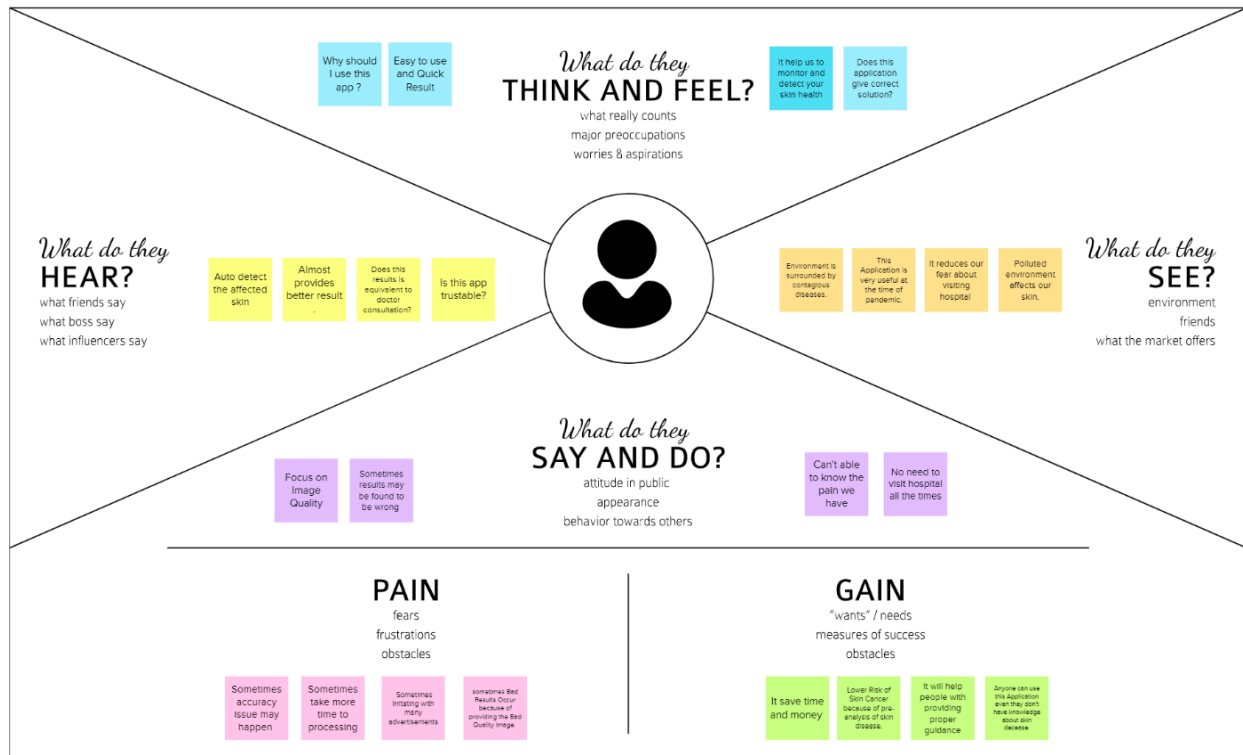 Why should
I use this
app ?
Easy to use
and Quick
Result
What do they
THINK AND FEEL?
what really counts
major preoccupations
worries & aspirations
It help us to
monitor and
detect your
skin health
Does this
application
give correct
solution?
What do they
HEAR?
what friends say
what boss say
what influencers say
Auto detect
the affected
skin
Almost
provides
better result
.
Does this
results is
equivalent to
doctor
consultation?
Is this app
trustable?
Environment is
surrounded by
contagrous
diseases.
This
Application is
very useful at
the time of
pandemic.
It reduces our
fear about
visiting
hospital
Polluted
environment
affects our
skin.
What do they
SEE?
environment
friends
what the market offers
What do they
SAY AND DO?
attitude in public
appearance
behavior towards others
Focus on
Image
Quality
Sometimes
results may
be found to
be wrong
Can't able
to know the
pain we
have
No need to
visit hospital
all the times
PAIN
fears
frustrations
obstacles
Sometimes
accuracy
issue may
happen
Sometimes
take more
time to
processing
Sometimes
Irritating with
many
advertisements
sometimes Bad
Results Occur
because of
providing the Bad
Quality Image.
GAIN
"wants" / needs
measures of success
obstacles
It save time
and money
Lower Risk of
Skin Cancer
because of pre-
analysis of skin
disease.
It will help
people with
providing
proper
guidance
Anyone can use
this Application
even they don't
have knowledge
about skin
decease.